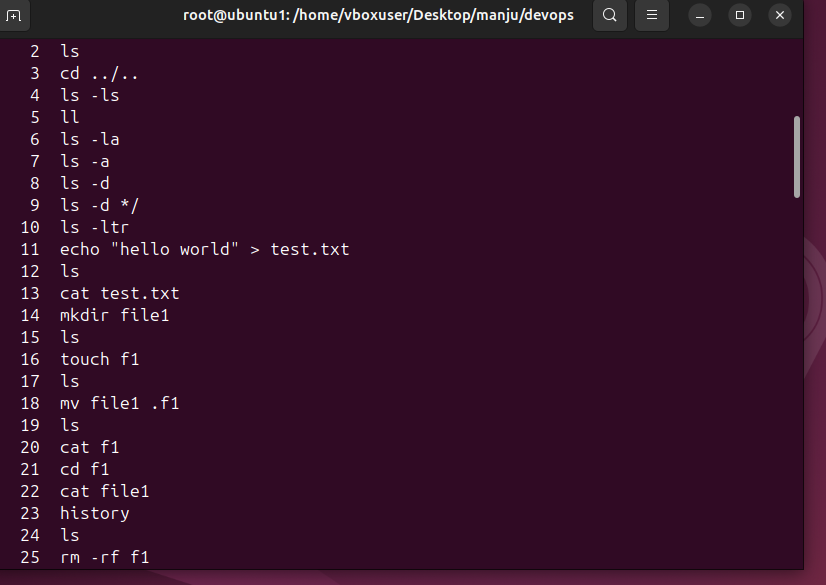 root@ubuntu1: /home/vboxuser/Desktop/manju/devops
2 ls
3 cd ../..
4 ls -ls
5 ll
6 ls -la
7 ls -a
8 ls -d
9 ls -d */
10 ls -ltr
11 echo "hello world" > test.txt
12 ls
13 cat test.txt
14 mkdir file1
15 ls
16 touch f1
17 ls
18 mv file1 .f1
19 ls
20 cat f1
21 cd f1
22 cat file1
23 history
24 ls
25 rm -rf f1